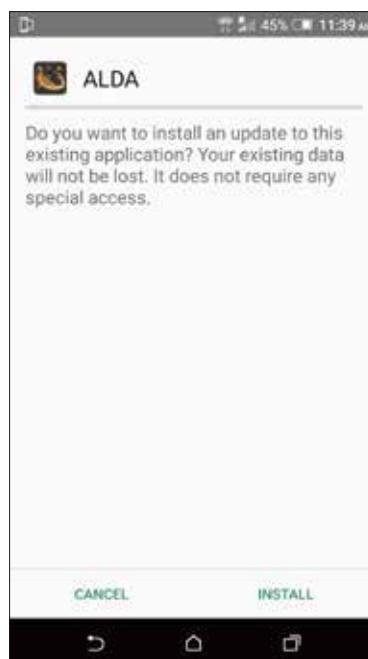 45% 11:39 AM
ALDA
Do you want to install an update to this
existing application? Your existing data
will not be lost. It does not require any
special access.
CANCEL
INSTALL